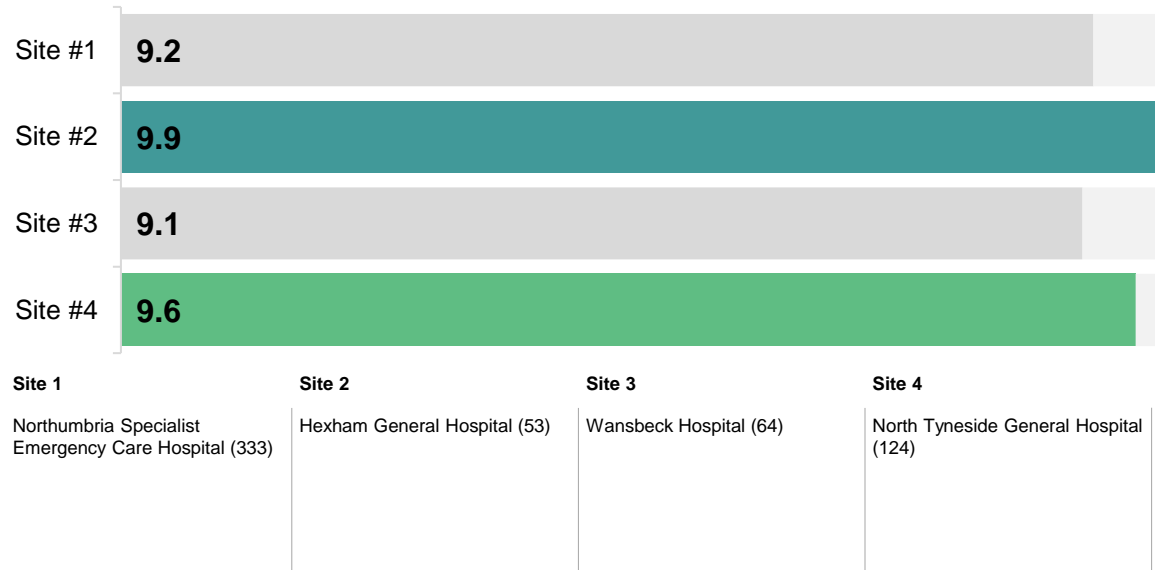 Site #1 9.2
Site #2 9.9
Site #3 9.1
Site #4 9.6
Site 1
Northumbria Specialist
Emergency Care Hospital (333)
Site 2
Hexham General Hospital (53)
Site 3
Wansbeck Hospital (64)
Site 4
North Tyneside General Hospital
(124)